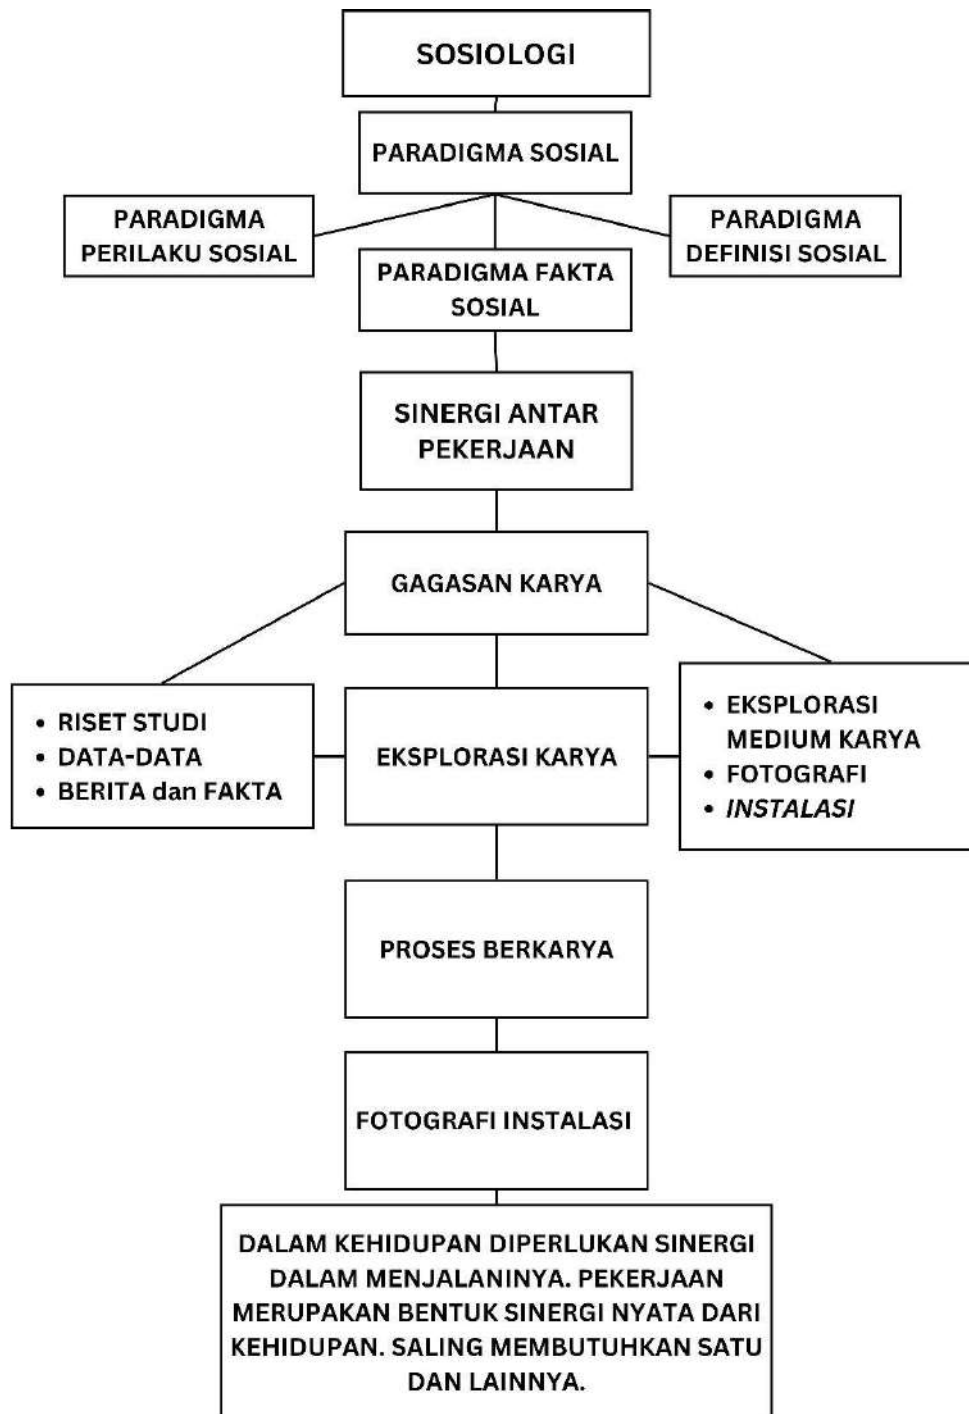 SOSIOLOGI
PARADIGMA SOSIAL
PARADIGMA
PERILAKU SOSIAL
PARADIGMA FAKTA
SOSIAL
PARADIGMA
DEFINISI SOSIAL
SINERGI ANTAR
PEKERJAAN
GAGASAN KARYA
• RISET STUDI
• DATA-DATA
• BERITA dan FAKTA
EKSPLORASI KARYA
• EKSPLORASI
MEDIUM KARYA
• FOTOGRAFI
• INSTALASI
PROSES BERKARYA
FOTOGRAFI INSTALASI
DALAM KEHIDUPAN DIPERLUKAN SINERGI
DALAM MENJALANINYA. PEKERJAAN
MERUPAKAN BENTUK SINERGI NYATA DARI
KEHIDUPAN. SALING MEMBUTUHKAN SATU
DAN LAINNYA.